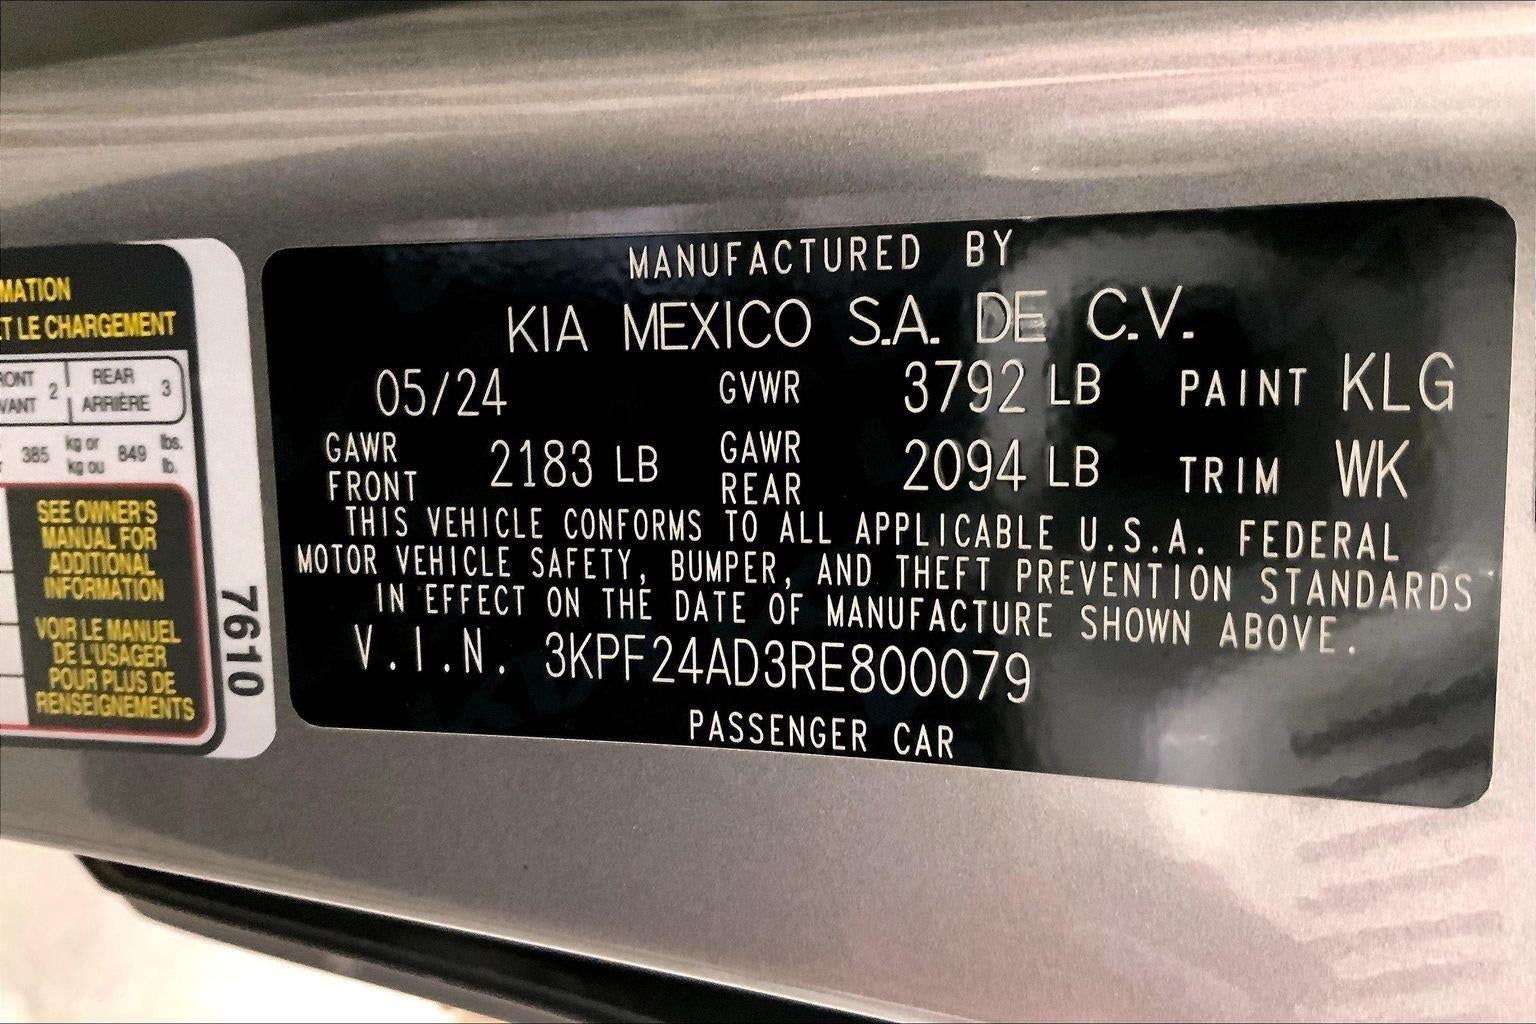 MATION
ET LE CHARGEMENT
2 REAR 3
ARRIÈRE
385 kg or 849 lbs.
kg ou lb.
SEE OWNER'S
MANUAL FOR
ADDITIONAL
INFORMATION
VOIR LE MANUEL
DE L'USAGER
POUR PLUS DE
RENSEIGNEMENTS
7610
MANUFACTURED BY
KIA MEXICO S.A. DE C.V.
05/24 GVWR 3792 LB PAINT KLG
GAWR FRONT 2183 LB GAWR REAR 2094 LB TRIM WK
THIS VEHICLE CONFORMS TO ALL APPLICABLE U.S.A. FEDERAL
MOTOR VEHICLE SAFETY, BUMPER, AND THEFT PREVENTION STANDARDS
IN EFFECT ON THE DATE OF MANUFACTURE SHOWN ABOVE.
V.I.N. 3KPF24AD3RE800079
PASSENGER CAR